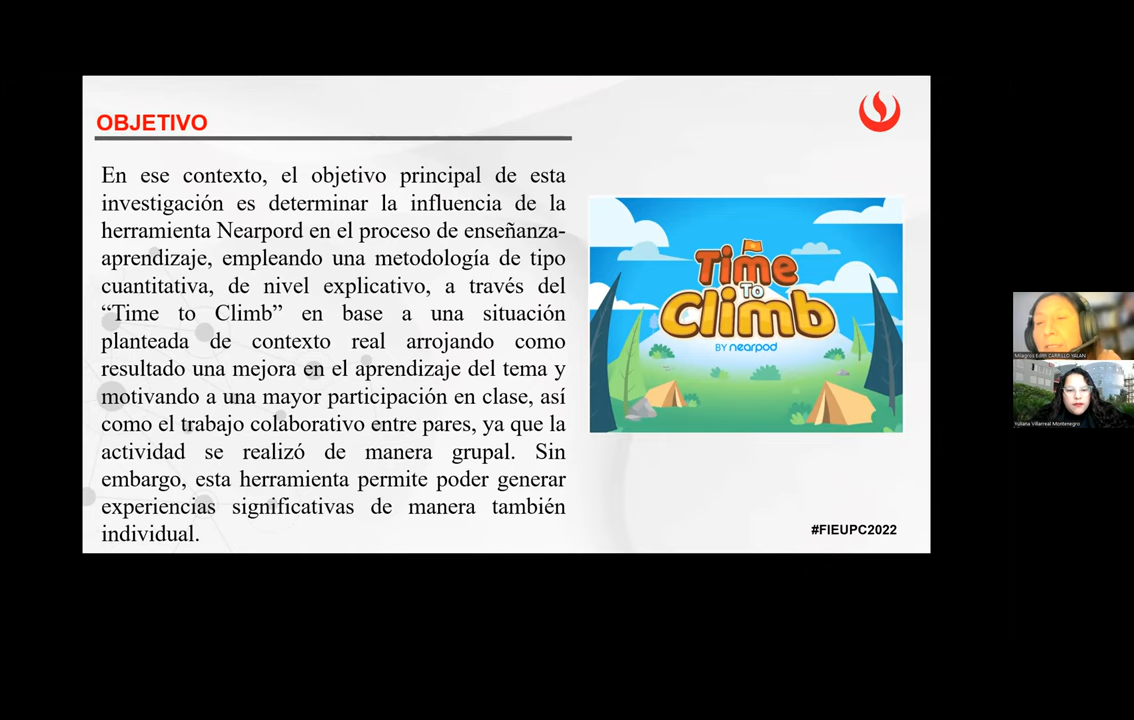 OBJETIVO
En ese contexto, el objetivo principal de esta
investigación es determinar la influencia de la
herramienta Nearpord en el proceso de enseñanza-
aprendizaje, empleando una metodología de tipo
cuantitativa, de nivel explicativo, a través del
“Time to Climb” en base a una situación
planteada de contexto real arrojando como
resultado una mejora en el aprendizaje del tema y
motivando a una mayor participación en clase, así
como el trabajo colaborativo entre pares, ya que la
actividad se realizó de manera grupal. Sin
embargo, esta herramienta permite poder generar
experiencias significativas de manera también
individual.
Time
TO
Climb
BY nearpod
#FIEUPC2022
Milagros Edith CARRILLO YALAN
Yuliana Villarreal Montenegro